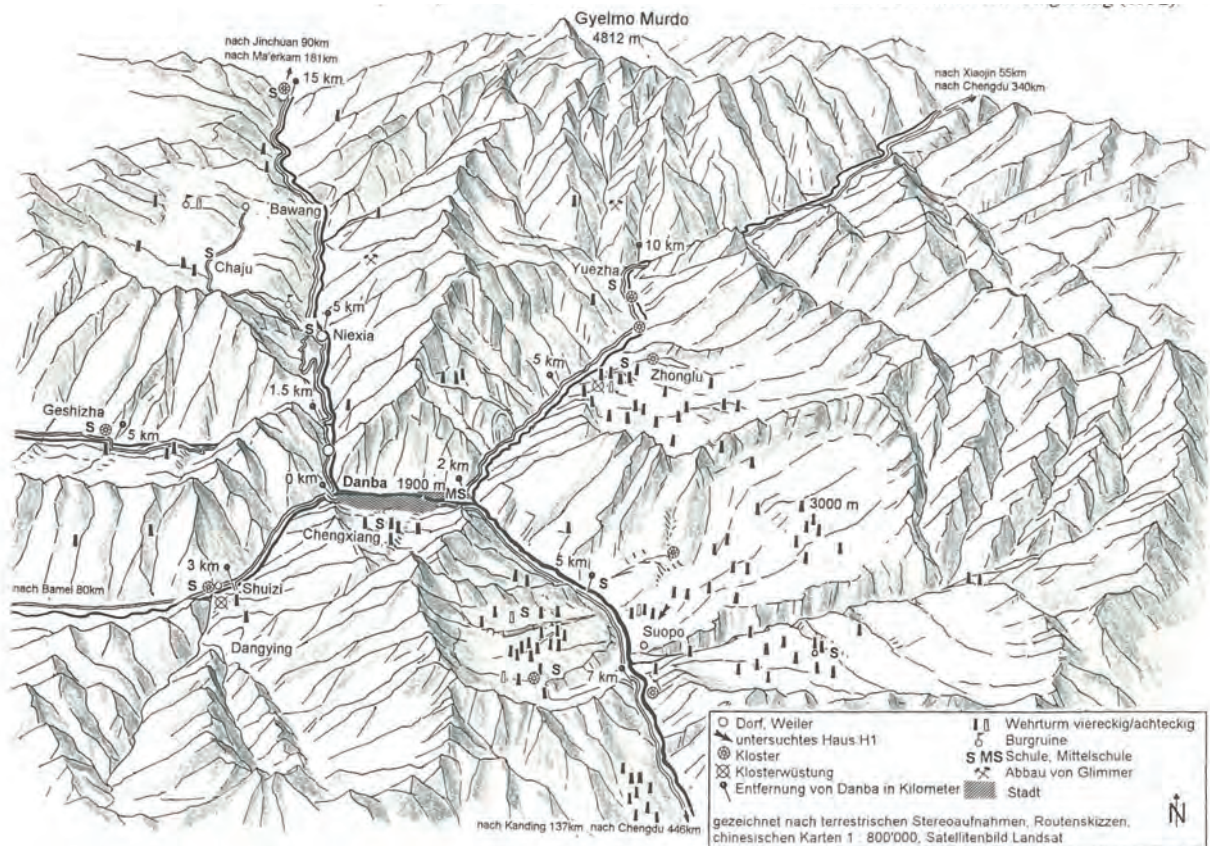 Gyelmo Murdo
4812 m
nach Jinchuan 90km
nach Ma'erkam 181km
15 km
S
nach Xiaojin 55km
nach Chengdu 340km
Bawang
S
Chaju
10 km
Yuezha
S
5 km
S
Niexia
1.5 km
5 km
S
Zhonglu
Geshizha
S
5 km
0 km
Danba 1900 m
2 km
MS
3000 m
S
Chengxiang
3 km
S
Shuizi
nach Bamei 80km
5 km
S
S
Suopo
S
Dangying
S
7 km
nach Kanding 137km nach Chengdu 446km
Dorf, Weiler
untersuchtes Haus H1
Kloster
Klosterwüstung
Entfernung von Danba in Kilometer
Wehrturm viereckig/achteckig
Burgruine
S MS Schule, Mittelschule
Abbau von Glimmer
Stadt
gezeichnet nach terrestrischen Stereoaufnahmen, Routenskizzen,
chinesischen Karten 1 : 800'000, Satellitenbild Landsat
N